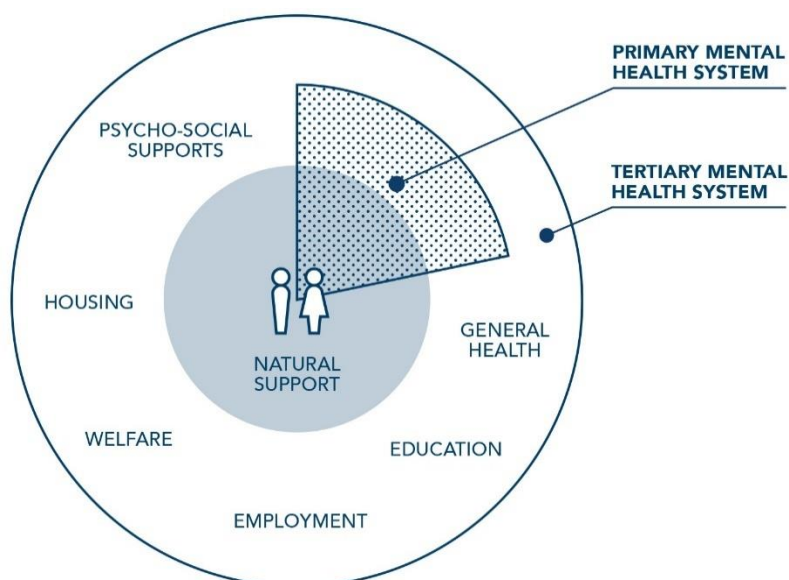 PRIMARY MENTAL
HEALTH SYSTEM
PSYCHO-SOCIAL
SUPPORTS
TERTIARY MENTAL
HEALTH SYSTEM
HOUSING
GENERAL
HEALTH
NATURAL
SUPPORT
WELFARE
EDUCATION
EMPLOYMENT